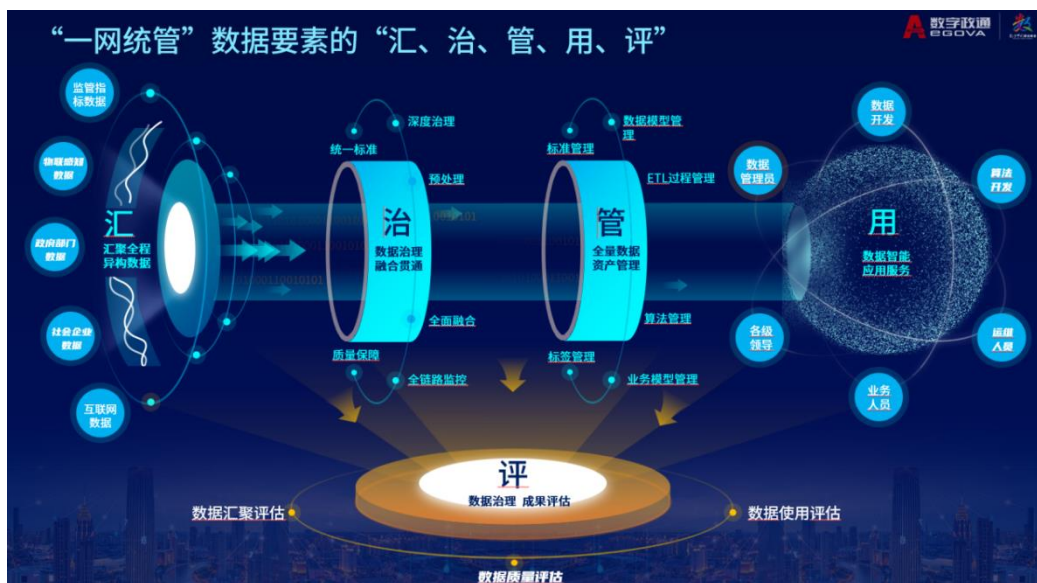 “一网统管”数据要素的“汇、治、管、用、评”
数字政通
EGOVA
监管指
标数据
物联感知
数据
政府部门
数据
社会企业
数据
互联网
数据
汇
汇聚全程
异构数据
统一标准
深度治理
预处理
治
数据治理
融合贯通
全面融合
质量保障
全链路监控
标准管理
数据模型管
理
ETL过程管理
管
全量数据
资产管理
算法管理
标签管理
业务模型管理
数据
开发
数据
管理员
算法
开发
用
数据智能
应用服务
各级
领导
运维
人员
业务
人员
评
数据治理 成果评估
数据汇聚评估
数据使用评估
数据质量评估